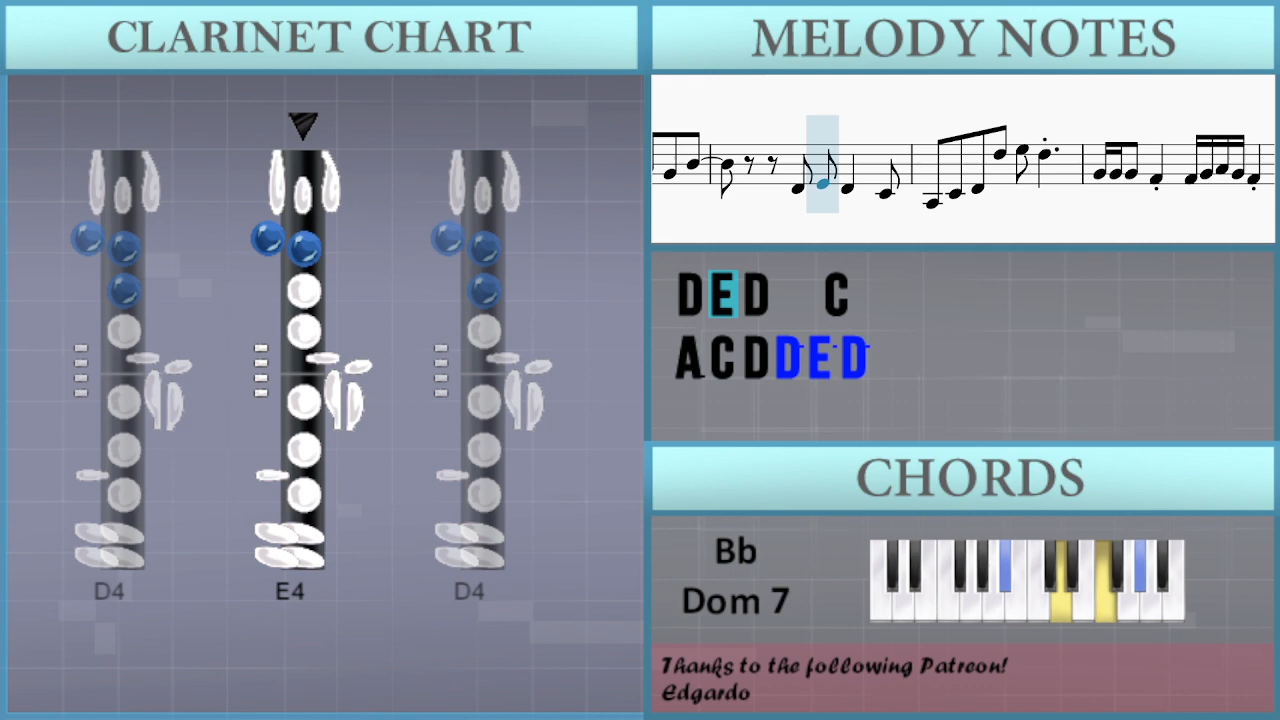 CLARINET CHART
D4 E4 D4
MELODY NOTES
DED C
ACDDED
CHORDS
Bb
Dom 7
Thanks to the following Patreon!
Edgardo